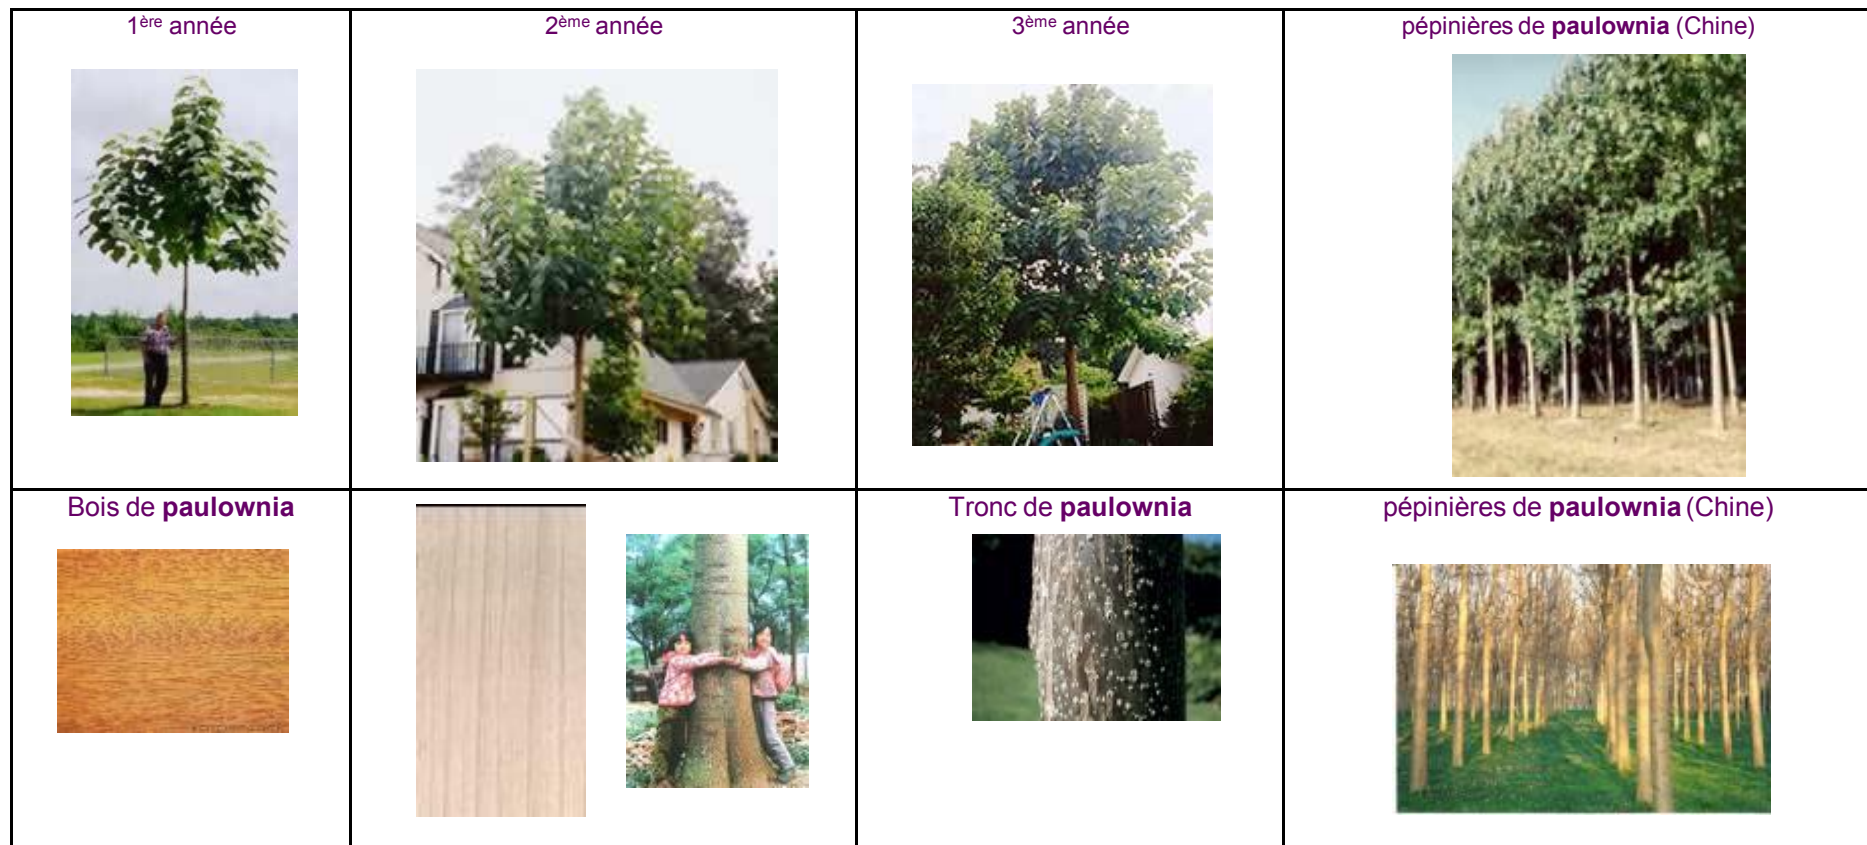 1ère année
2ème année
3ème année
pépinières de paulownia (Chine)
Bois de paulownia
Tronc de paulownia
pépinières de paulownia (Chine)